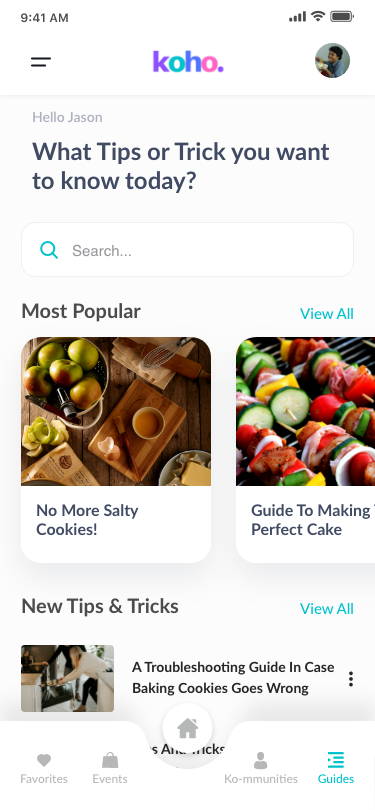 9:41 AM
koho.
Hello Jason
What Tips or Trick you want
to know today?
Search...
Most Popular
View All
No More Salty
Cookies!
Guide To Making
Perfect Cake
New Tips & Tricks
View All
A Troubleshooting Guide In Case
Baking Cookies Goes Wrong
And Tricks
Favorites
Events
Ko-mmunities
Guides